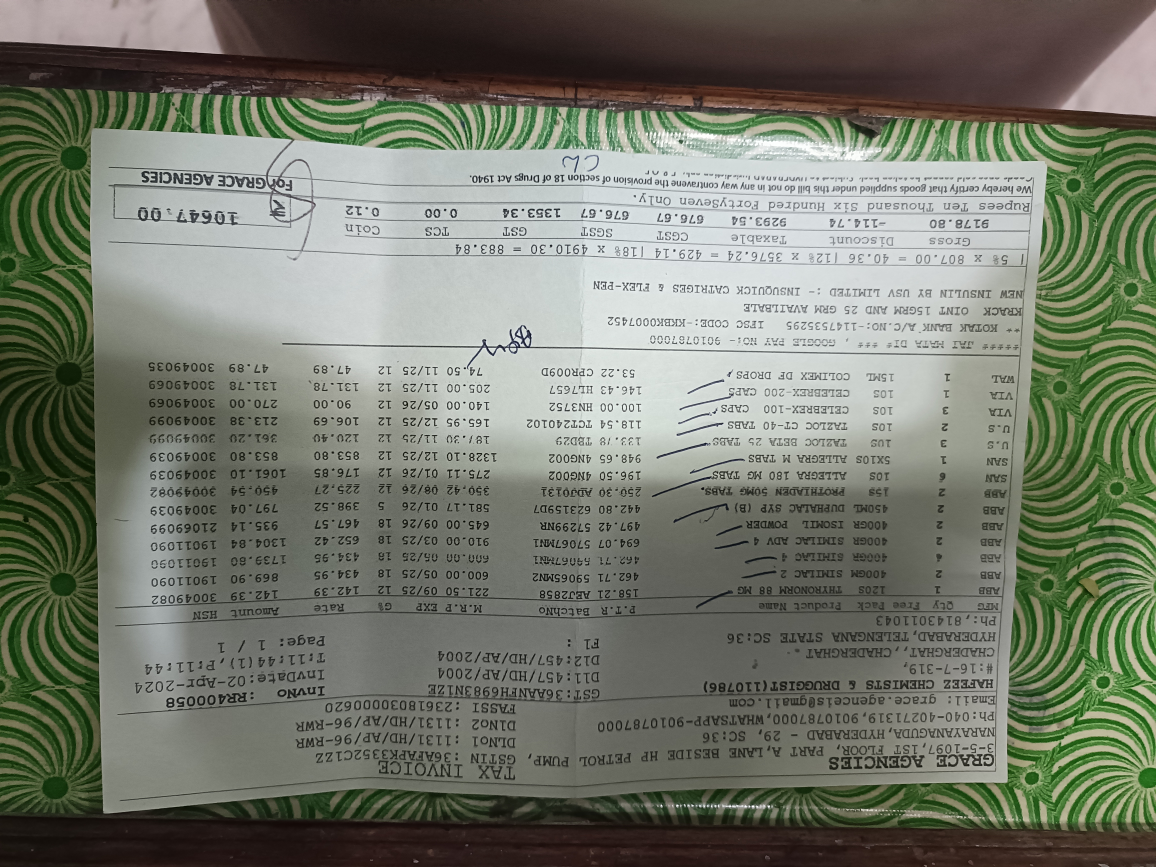 GRACE AGENCIES
3-5-1097,1ST FLOOR, PART A,LANE BESIDE HP PETROL PUMP,
NARAYANAGUDA,HYDERABAD - 29, SC:36
Ph:040-40271319,9010787000,WHATSAPP-9010787000
Email: grace.agencies@gmail.com
TAX INVOICE
GSTIN :36AFAPK3352C1ZZ
DLNO1 :1131/HD/AP/96-RWR
DLNO2 :1131/HD/AP/96-RWR
FASSI :23618030000620
HAFEEZ CHEMISTS & DRUGGIST(110786)
#:16-7-319,
CHADERGHAT,, CHADERGHAT
HYDERABAD,TELENGANA STATE SC:36
Ph:,8143011043
GST:36AANFH6983N1ZE
Dl1:457/HD/AP/2004
Dl2:457/HD/AP/2004
Fl :
InvNo :RR400058
InvDate:02-Apr-2024
T:11:44(1),P:11:44
Page: 1 / 1
MFG Qty Free Pack Product Name P.T.R BatchNo M.R.P EXP G% Rate Amount HSN
ABB 1 120S THYRONORM 88 MG 158.21 AEJ2858 221.50 09/25 12 142.39 142.39 30049082
ABB 2 400GM SIMILAC 2 462.71 59065MN2 600.00 05/25 18 434.95 869.90 19011090
ABB 4 400GR SIMILAC 4 462.71 59067MN1 600.00 05/25 18 434.95 1739.80 19011090
ABB 2 400GR SIMILAC ADV 4 694.07 57067MN1 910.00 03/25 18 652.42 1304.84 19011090
ABB 2 400GR ISOMIL POWDER 497.42 57299NR 645.00 09/26 18 467.57 935.14 21069099
ABB 2 450ML DUPHALAC SYP (B) 442.80 623159D7 581.17 01/26 5 398.52 797.04 30049039
ABB 2 15S PROTHIADEN 50MG TABS. 250.30 ADJ0131 350.42 08/26 12 225.27 450.54 30049082
SAN 6 10S ALLEGRA 180 MG TABS 196.50 4NG002 275.11 01/26 12 176.85 1061.10 30049039
SAN 1 5X10S ALLEGRA M TABS 948.65 4NG002 1328.10 12/25 12 853.80 853.80 30049039
U.S 3 10S TAZLOC BETA 25 TABS 133.78 TBD29 187.30 11/25 12 120.40 361.20 30049099
U.S 2 10S TAZLOC CT-40 TABS 118.54 TCT240102 165.95 12/25 12 106.69 213.38 30049099
VIA 3 10S CELEBREX-100 CAPS 100.00 HN3752 140.00 05/26 12 90.00 270.00 30049069
VIA 1 10S CELEBREX-200 CAPS 146.43 HL7657 205.00 11/25 12 131.78 131.78 30049069
WAL 1 15ML COLIMEX DF DROPS 53.22 CPR09D 74.50 11/25 12 47.89 47.89 30049035
***** JAI MATA DI* *** , GOOGLE PAY NO:- 9010787000
** KOTAK BANK A/C.NO:-1147535295 IFSC CODE:-KKBK0007452
KRACK OINT 15GRM AND 25 GRM AVAILBALE
NEW INSULIN BY USV LIMITED :- INSUQUICK CATRIGES & FLEX-PEN
| 5% x 807.00 = 40.36 |12% x 3576.24 = 429.14 |18% x 4910.30 = 883.84
Gross Discount Taxable CGST SGST GST TCS Coin
9178.80 -114.74 9293.54 676.67 676.67 1353.34 0.00 0.12
₹ 10647.00
Rupees Ten Thousand Six Hundred FortySeven Only.
We hereby certify that goods supplied under this bill do not in any way contravene the provision of section 18 of Drugs Act 1940.
For GRACE AGENCIES